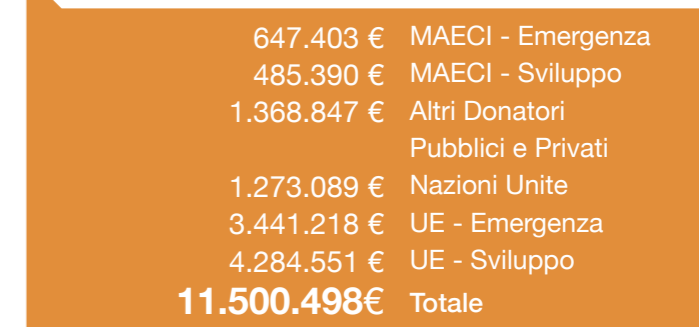 647.403 € MAECI - Emergenza
485.390 € MAECI - Sviluppo
1.368.847 € Altri Donatori
Pubblici e Privati
1.273.089 € Nazioni Unite
3.441.218 € UE - Emergenza
4.284.551 € UE - Sviluppo
11.500.498€ Totale